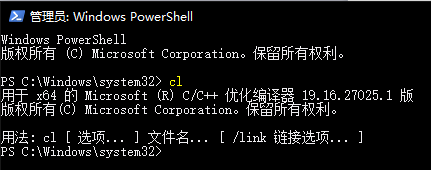 管理员: Windows PowerShell
Windows PowerShell
版权所有 (C) Microsoft Corporation。保留所有权利。
PS C:\Windows\system32> cl
用于 x64 的 Microsoft (R) C/C++ 优化编译器 19.16.27025.1 版
版权所有(C) Microsoft Corporation。保留所有权利。
用法: cl [ 选项... ] 文件名... [ /link 链接选项... ]
PS C:\Windows\system32>